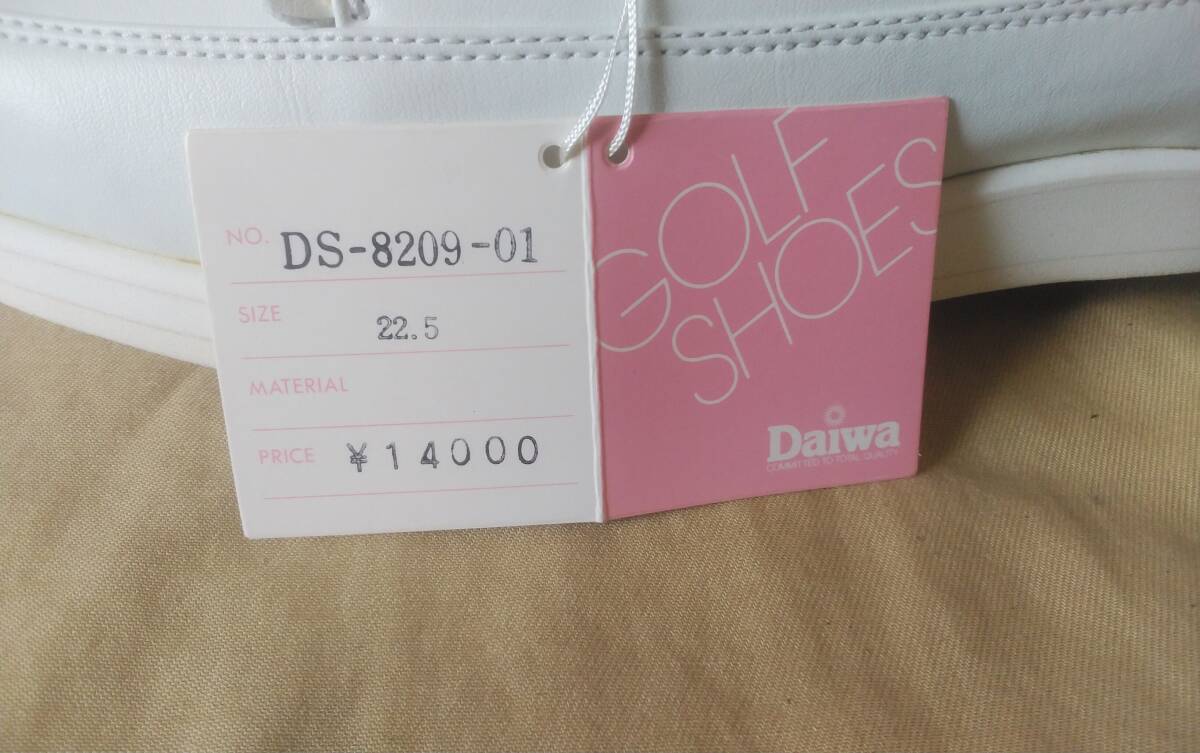 NO. DS-8209-01
SIZE 22.5
MATERIAL
PRICE ¥14000
GOLF
SHOES
Daiwa
COMMITTED TO TOTAL QUALITY